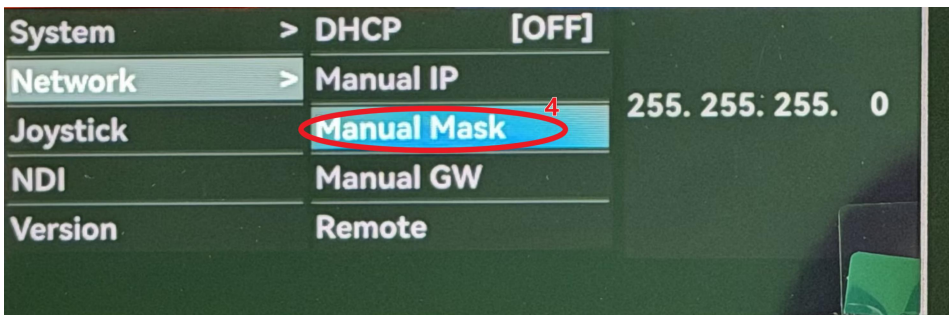 System > DHCP [OFF]
Network > Manual IP
4
Joystick Manual Mask 255. 255. 255. 0
NDI Manual GW
Version Remote